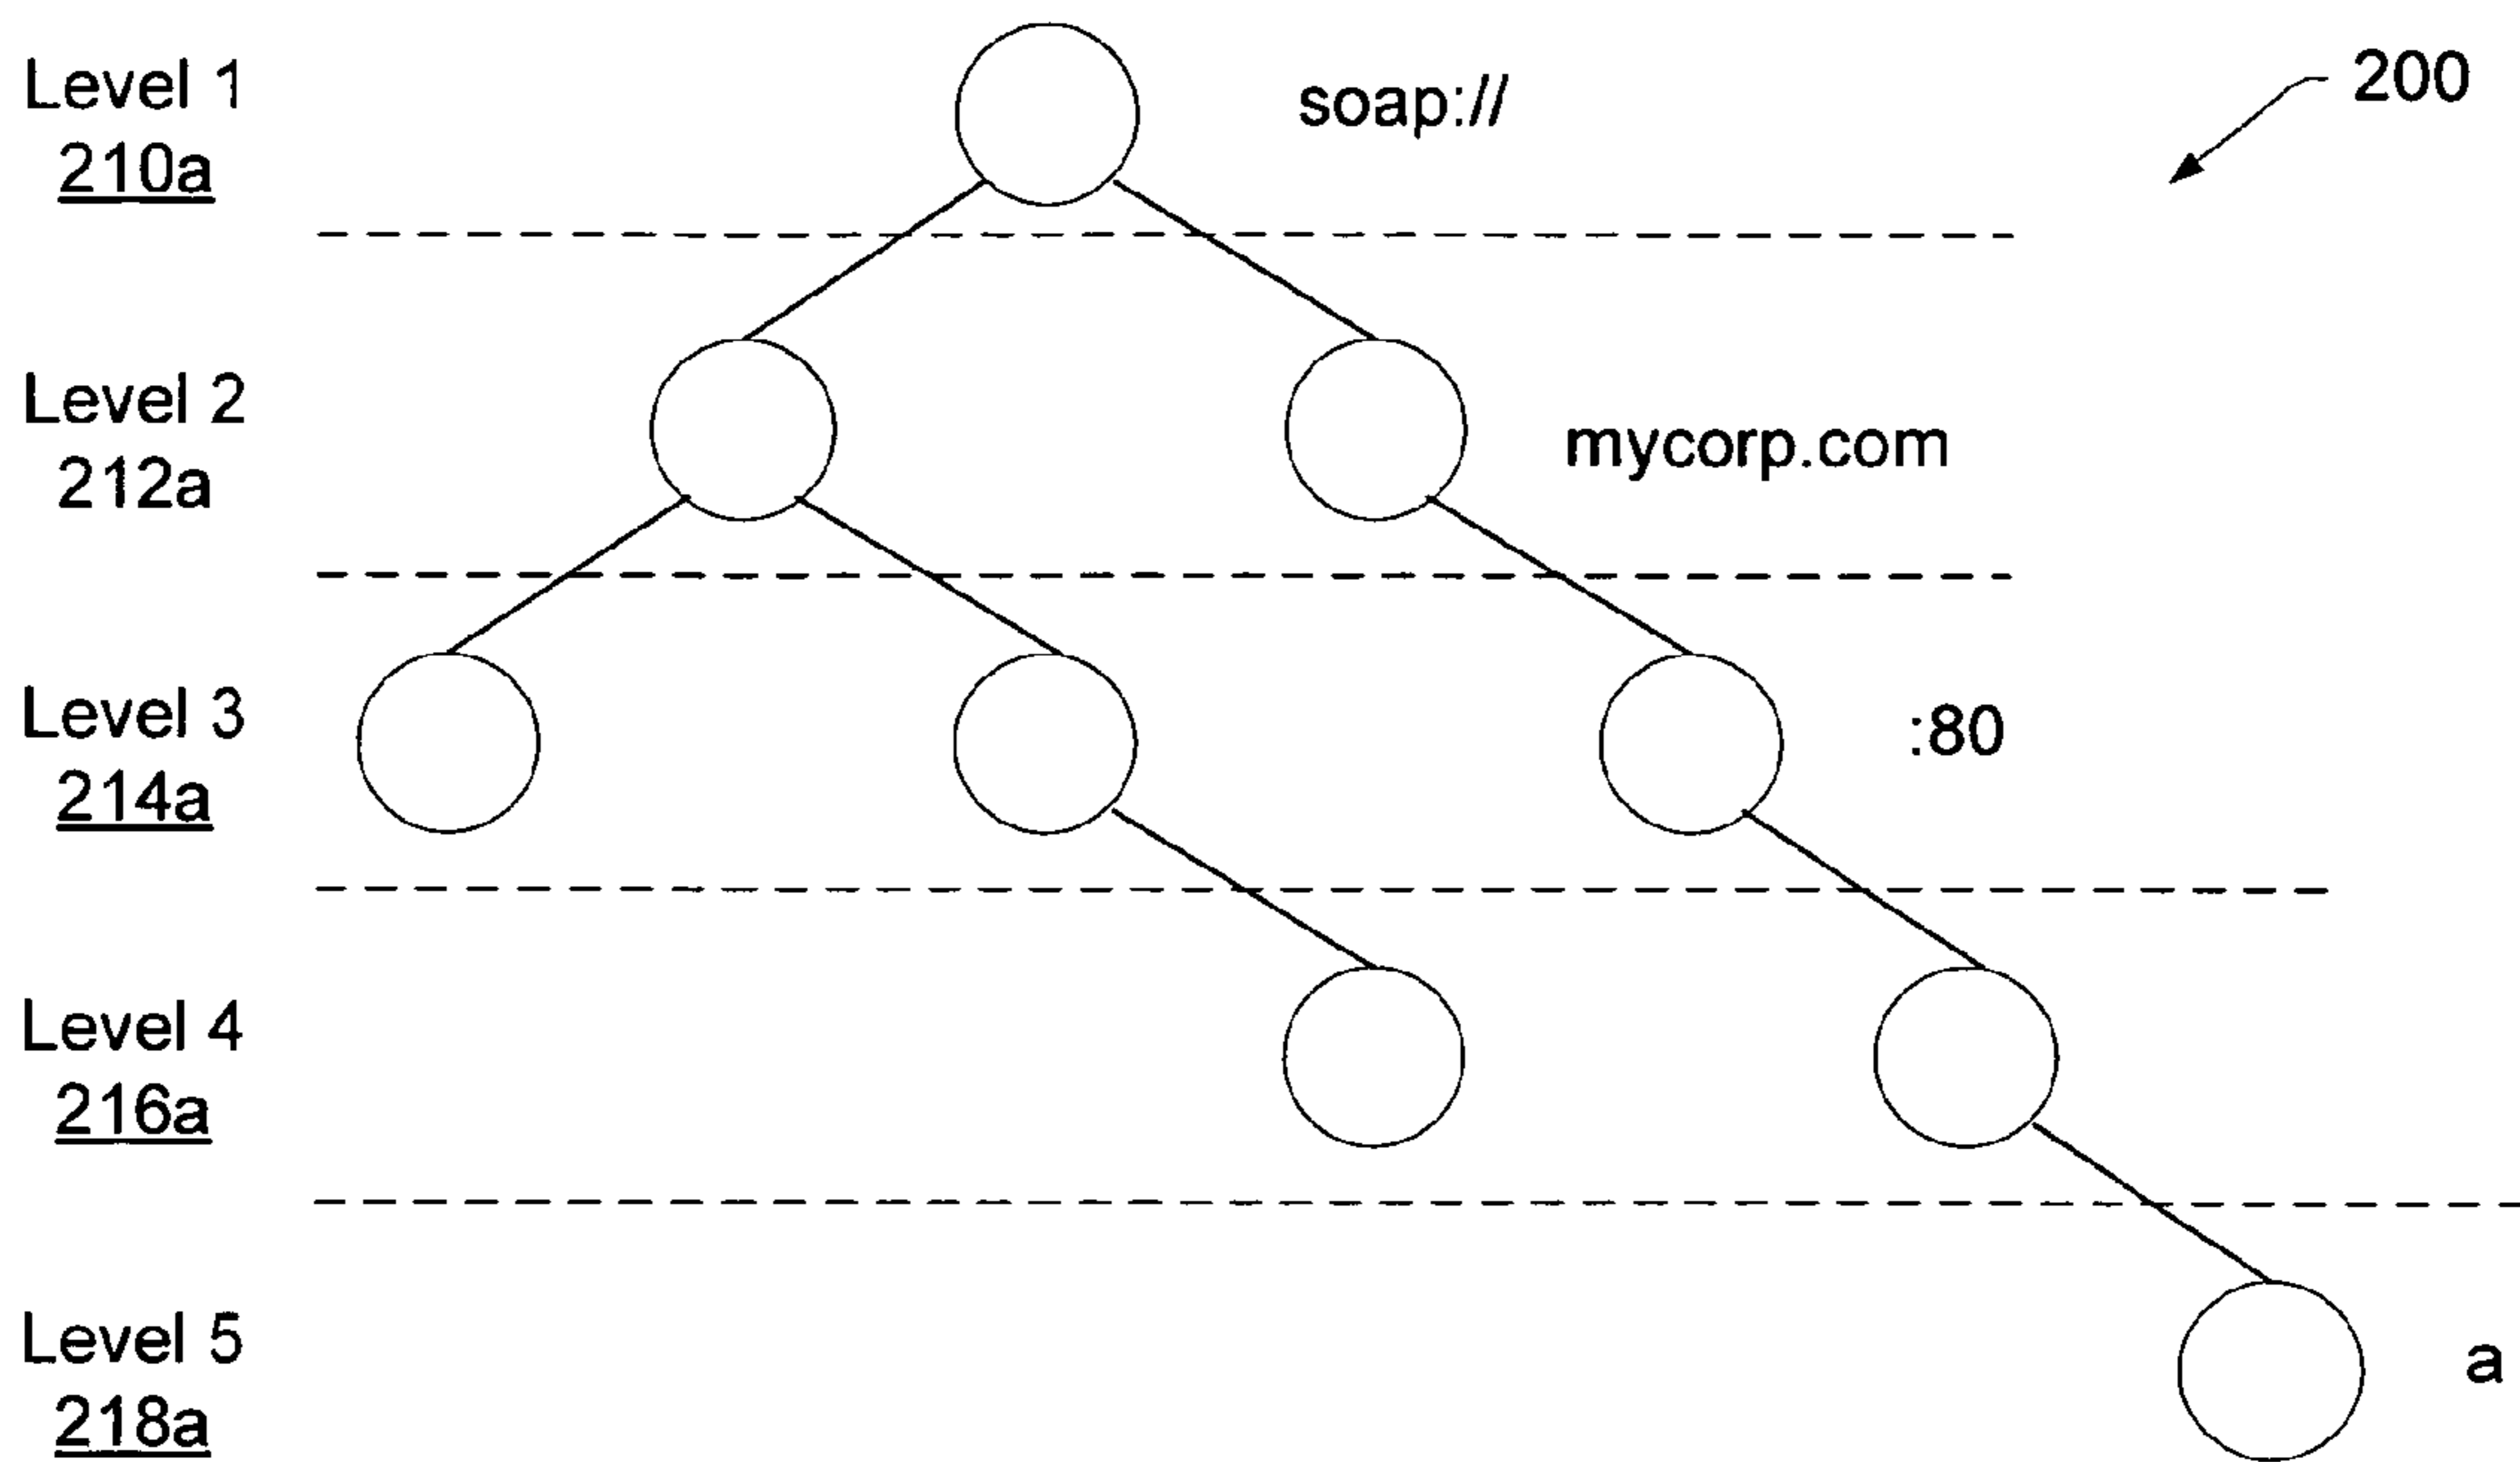 Level 1
210a
soap://
200
Level 2
212a
mycorp.com
Level 3
214a
:80
Level 4
216a
Level 5
218a
a